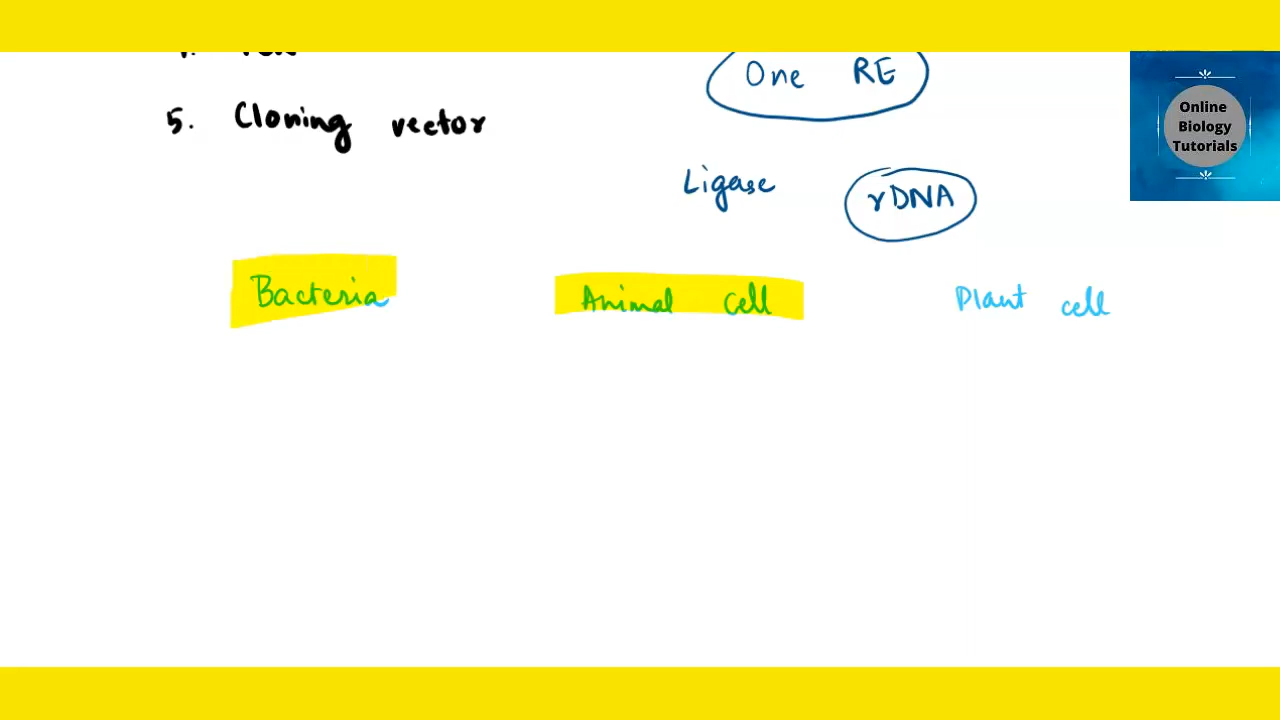 One RE
5. Cloning vector
Ligase rDNA
Bacteria Animal cell Plant cell
Online
Biology
Tutorials